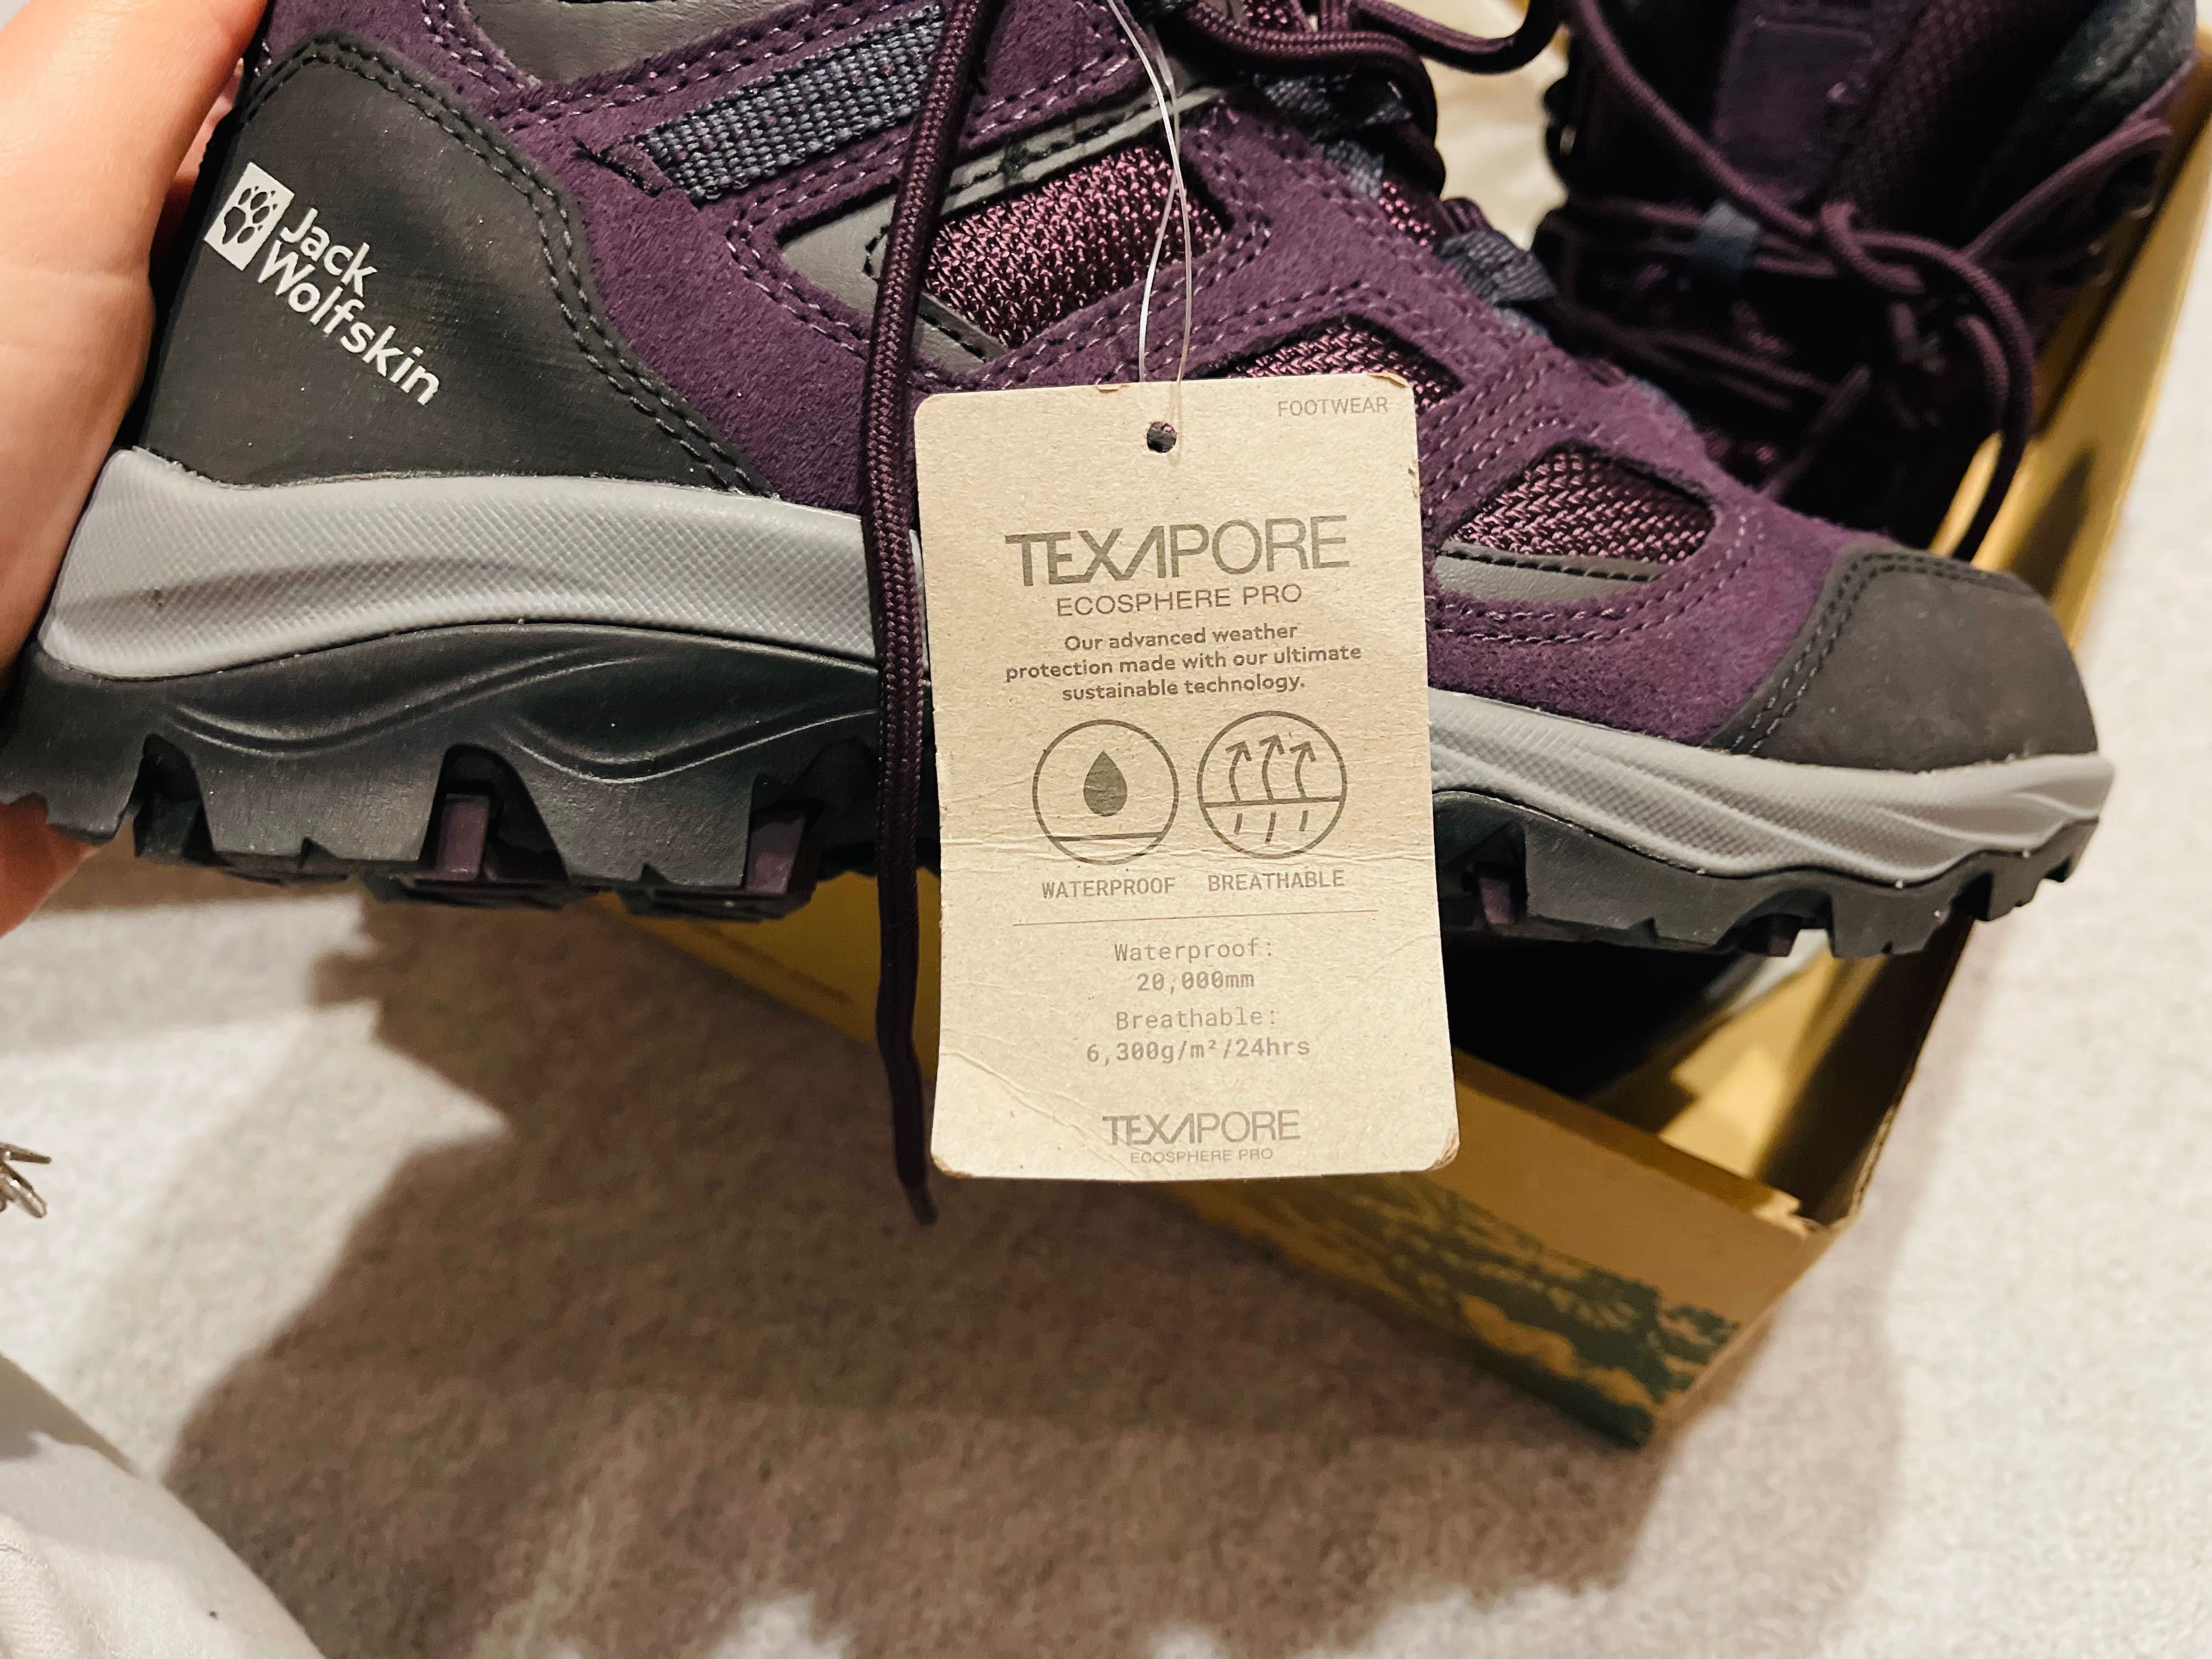 Jack
Wolfskin
FOOTWEAR
TEXAPORE
ECOSPHERE PRO
Our advanced weather
protection made with our ultimate
sustainable technology.
WATERPROOF BREATHABLE
Waterproof:
20,000mm
Breathable:
6,300g/m²/24hrs
TEXAPORE
ECOSPHERE PRO